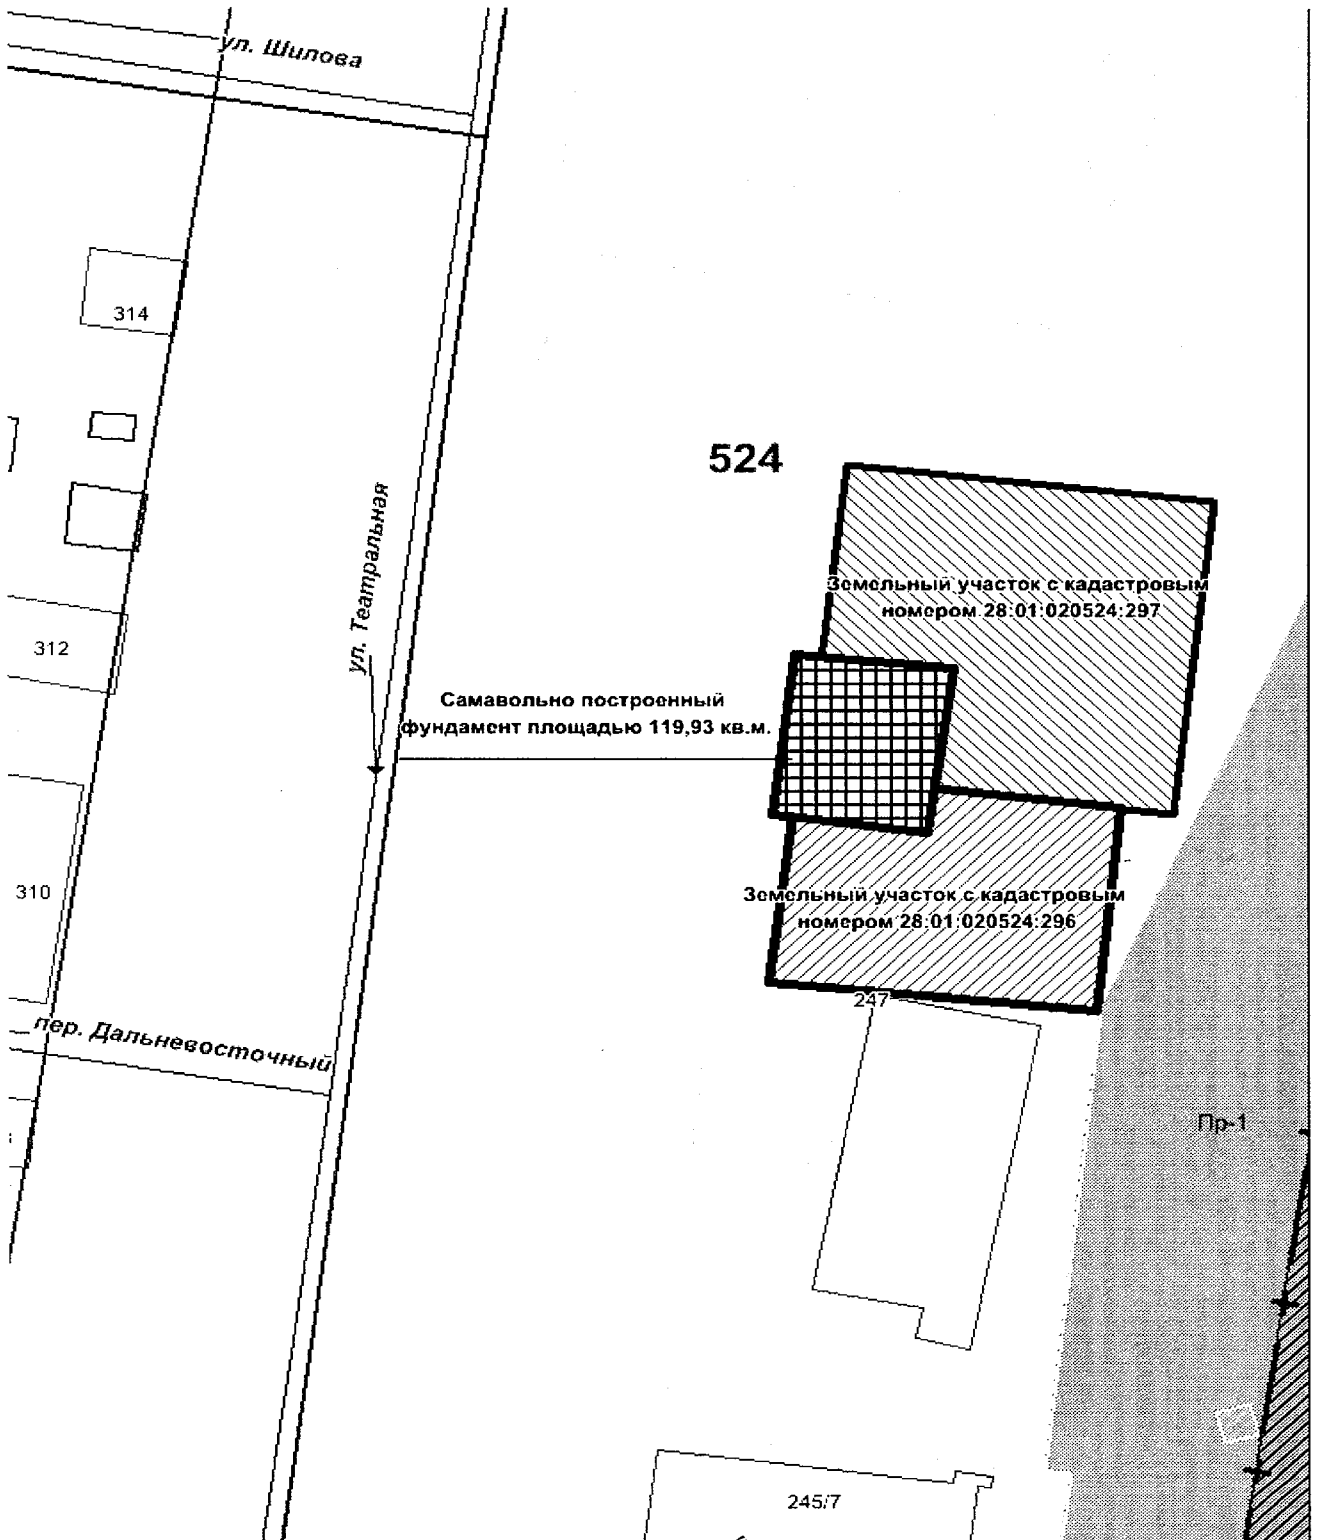 ул. Шилова
314
524
ул. Театральная
Земельный участок с кадастровым
номером 28:01:020524:297
312
Самавольно построенный
фундамент площадью 119,93 кв.м.
310
Земельный участок с кадастровым
номером 28:01:020524:296
247
пер. Дальневосточный
Пр-1
245/7